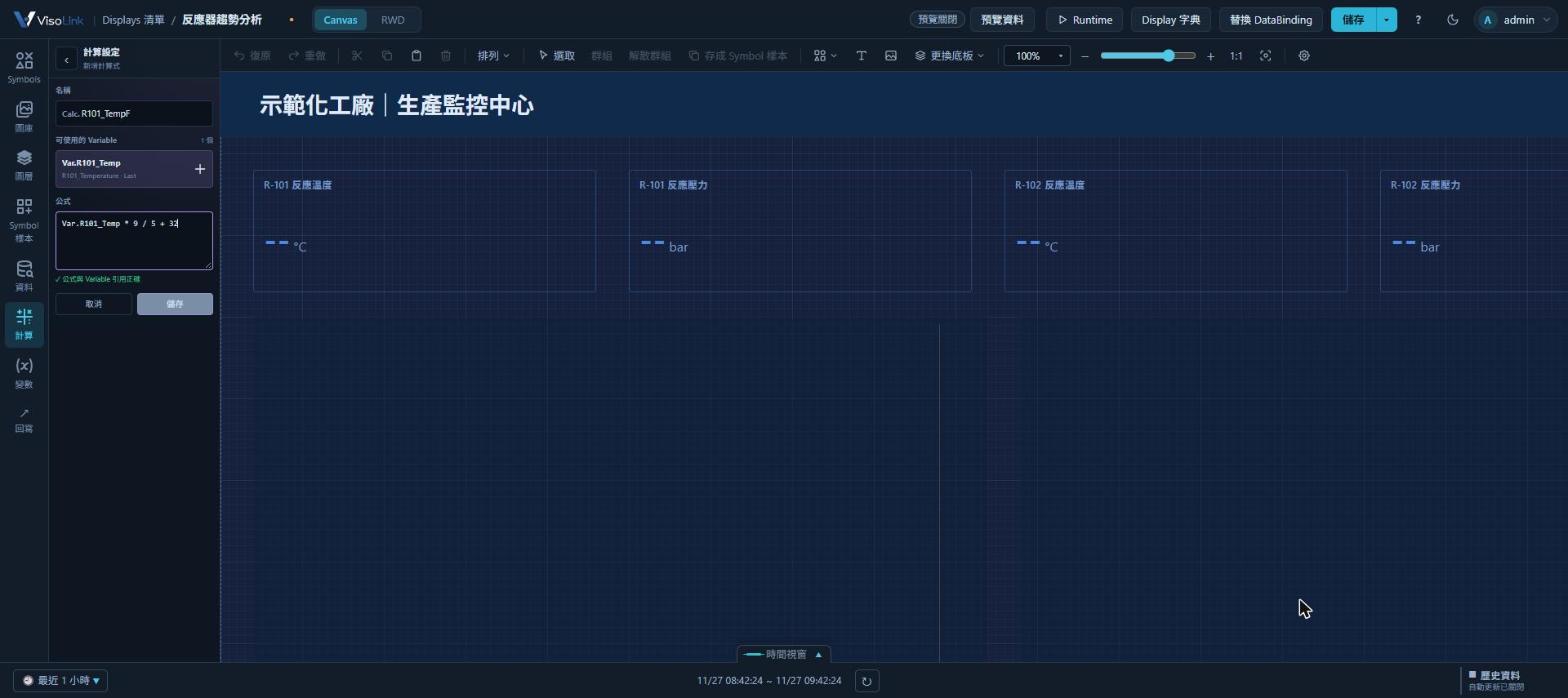 VisoLink | Displays 清單 / 反應器趨勢分析 • Canvas RWD 預覽關閉 預覽資料 Runtime Display 字典 替換 DataBinding 儲存 ? A admin
復原 重做 排列 選取 群組 解散群組 存成 Symbol 樣本 T 更換底板 100% − + 1:1
Symbols
圖庫
圖層
Symbol
樣本
資料
計算
變數
回寫
計算設定
新增計算式
名稱
Calc. R101_TempF
可使用的 Variable 1 個
Var.R101_Temp +
R101_Temperature · Last
公式
Var.R101_Temp * 9 / 5 + 32
✓ 公式與 Variable 引用正確
取消 儲存
示範化工廠｜生產監控中心
R-101 反應溫度
-- °C
R-101 反應壓力
-- bar
R-102 反應溫度
-- °C
R-102 反應壓力
-- bar
時間視窗 ▲
最近 1 小時 ▼
11/27 08:42:24 ~ 11/27 09:42:24 ↻
■ 歷史資料
自動更新已關閉